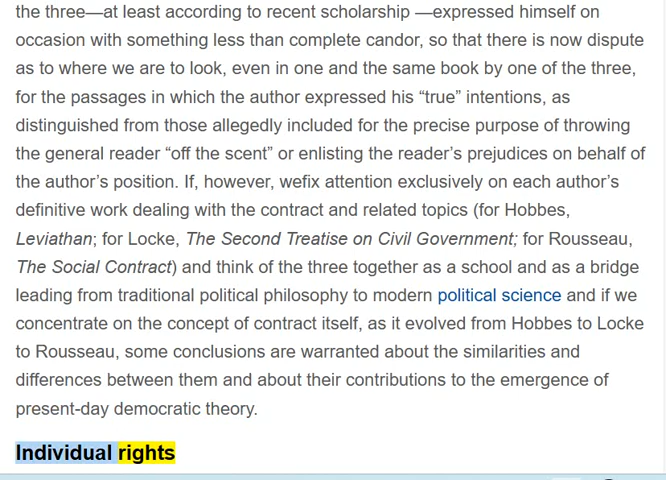 the three—at least according to recent scholarship —expressed himself on
occasion with something less than complete candor, so that there is now dispute
as to where we are to look, even in one and the same book by one of the three,
for the passages in which the author expressed his “true” intentions, as
distinguished from those allegedly included for the precise purpose of throwing
the general reader “off the scent” or enlisting the reader’s prejudices on behalf of
the author’s position. If, however, wefix attention exclusively on each author’s
definitive work dealing with the contract and related topics (for Hobbes,
Leviathan; for Locke, The Second Treatise on Civil Government; for Rousseau,
The Social Contract) and think of the three together as a school and as a bridge
leading from traditional political philosophy to modern political science and if we
concentrate on the concept of contract itself, as it evolved from Hobbes to Locke
to Rousseau, some conclusions are warranted about the similarities and
differences between them and about their contributions to the emergence of
present-day democratic theory.
Individual rights